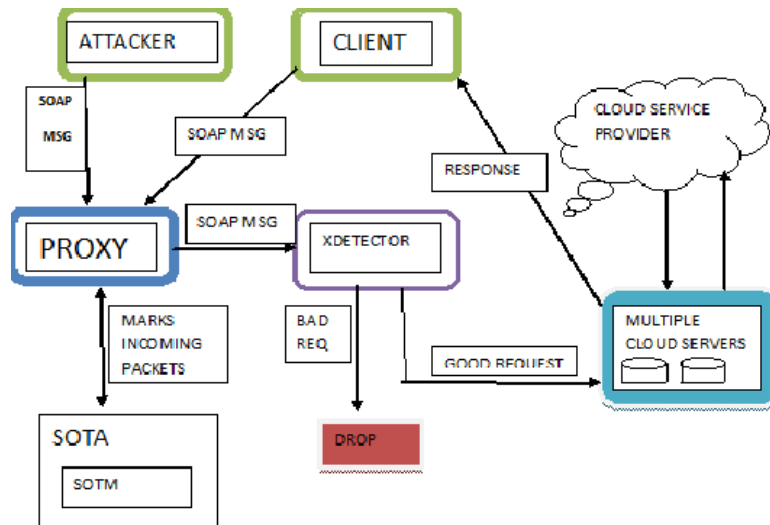 ATTACKER
CLIENT
SOAP
MSG
SOAP MSG
CLOUD SERVICE
PROVIDER
RESPONSE
PROXY
SOAP MSG
XDETECTOR
MARKS
INCOMING
PACKETS
BAD
REQ
GOOD REQUEST
MULTIPLE
CLOUD SERVERS
SOTA
SOTM
DROP